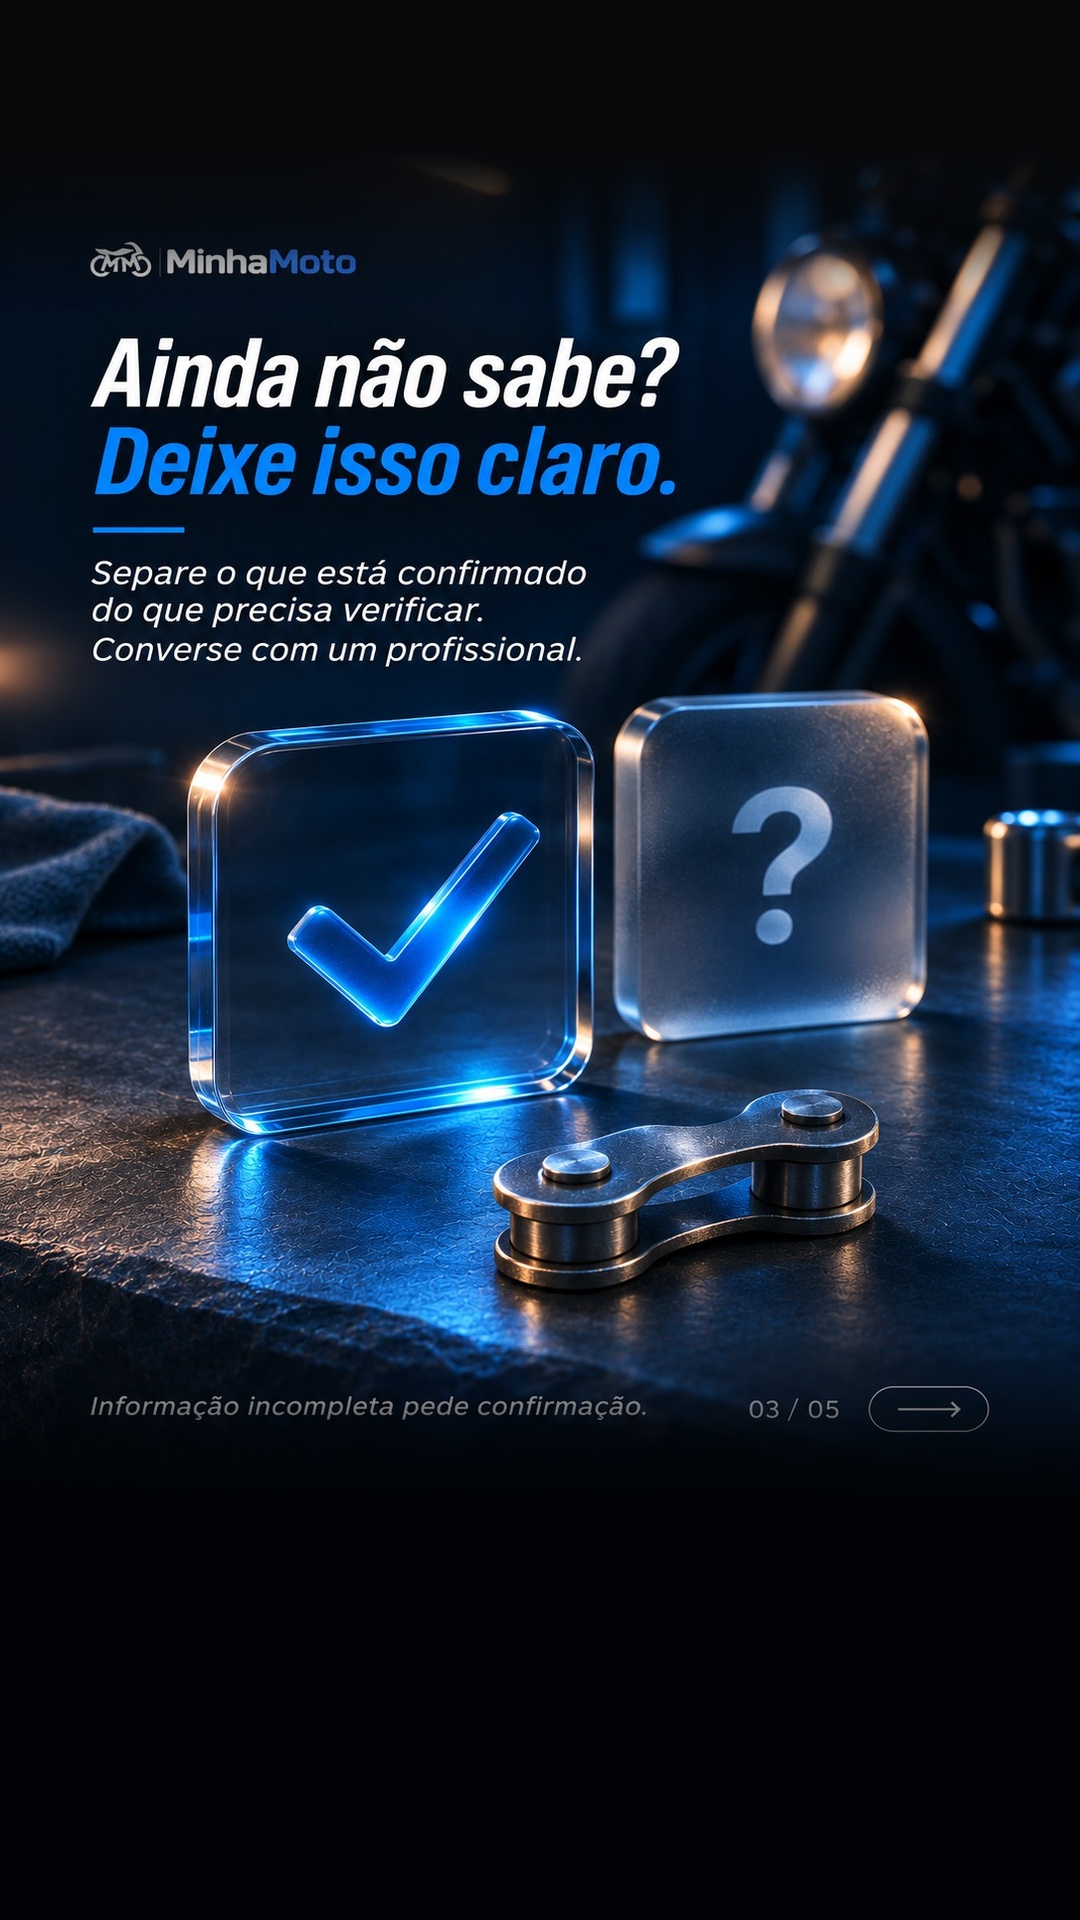 MM MinhaMoto
Ainda não sabe?
Deixe isso claro.
Separe o que está confirmado
do que precisa verificar.
Converse com um profissional.
?
Informação incompleta pede confirmação.
03 / 05